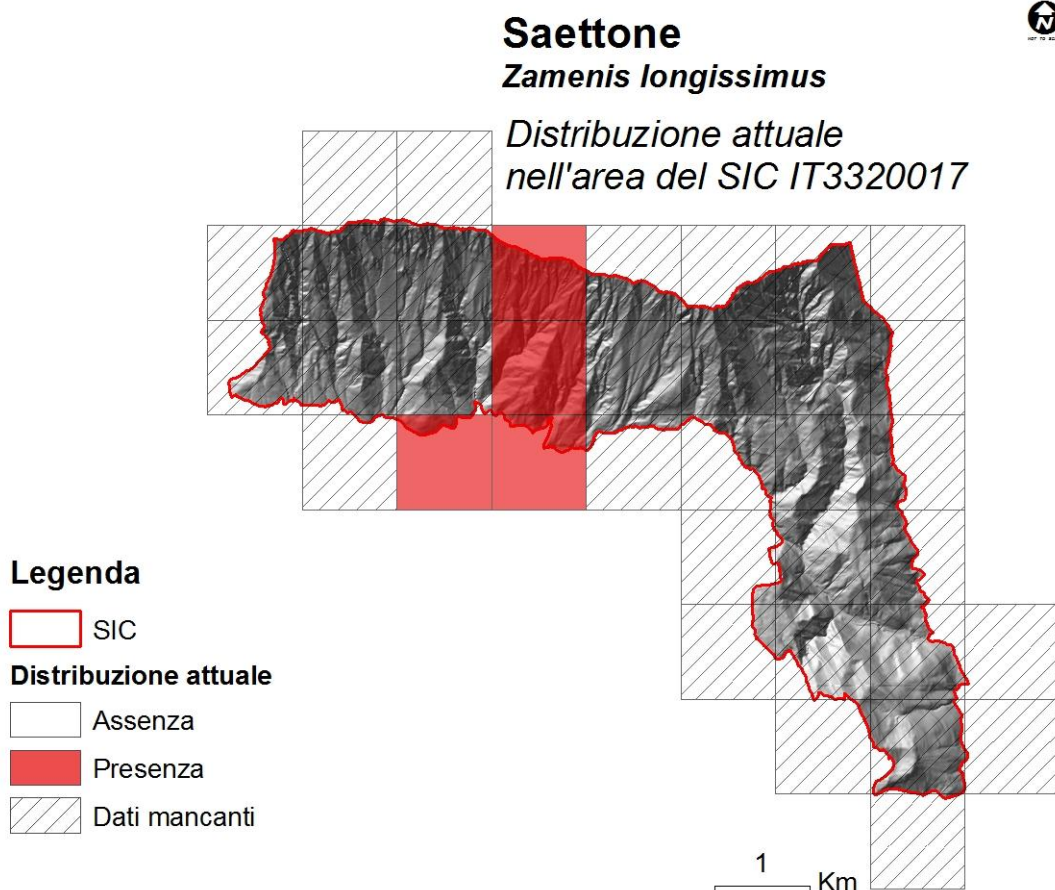 Saettone
Zamenis longissimus
Distribuzione attuale
nell'area del SIC IT3320017
N
Legenda
SIC
Distribuzione attuale
Assenza
Presenza
Dati mancanti
1
Km